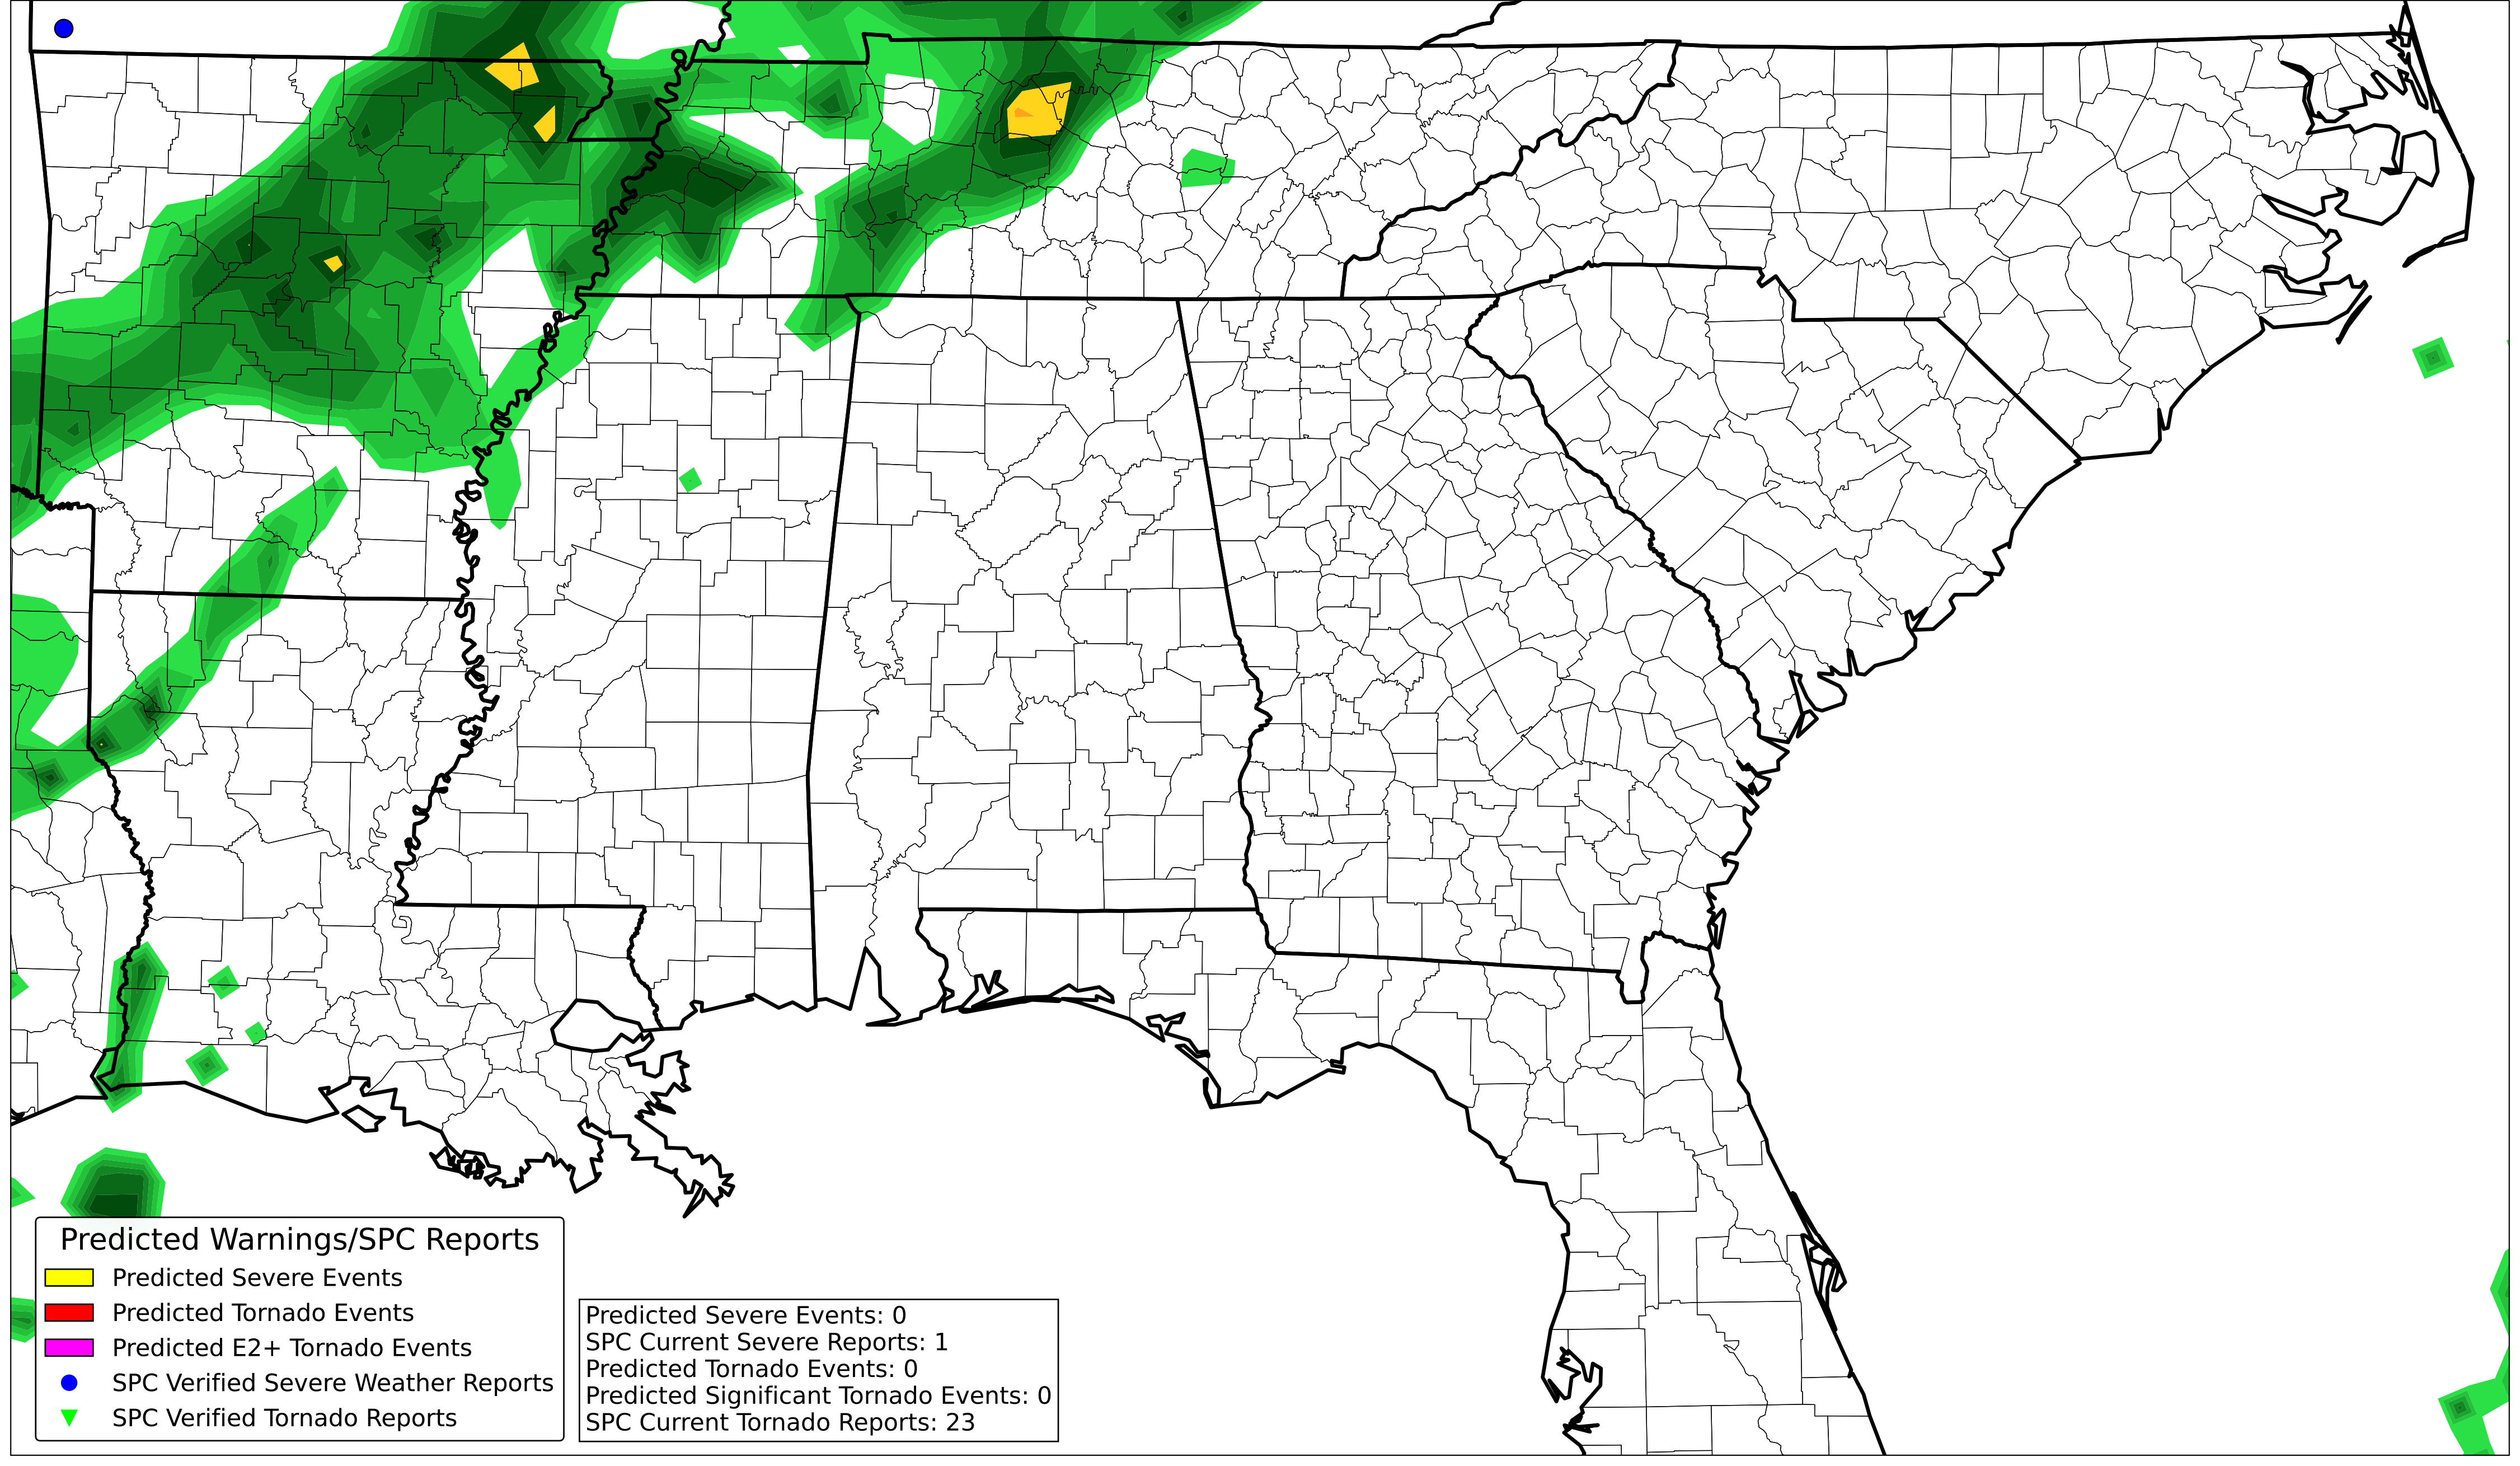 Predicted Warnings/SPC Reports
Predicted Severe Events
Predicted Tornado Events
Predicted E2+ Tornado Events
SPC Verified Severe Weather Reports
SPC Verified Tornado Reports
Predicted Severe Events: 0
SPC Current Severe Reports: 1
Predicted Tornado Events: 0
Predicted Significant Tornado Events: 0
SPC Current Tornado Reports: 23